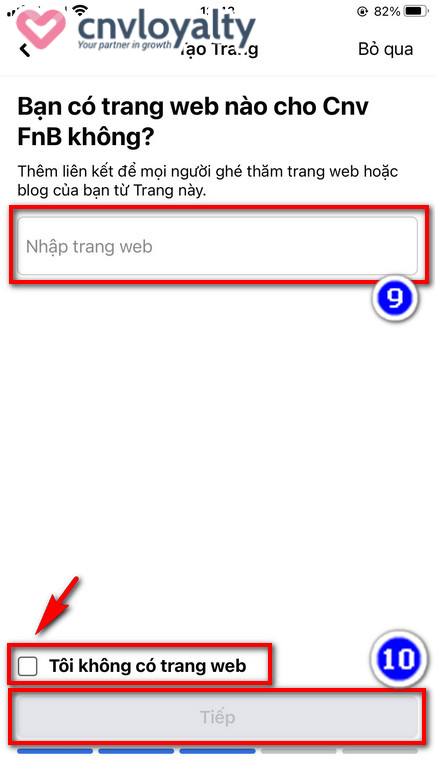 cnvloyalty
Your partner in growth
82%
Tạo Trang
Bỏ qua
Bạn có trang web nào cho Cnv
FnB không?
Thêm liên kết để mọi người ghé thăm trang web hoặc
blog của bạn từ Trang này.
Nhập trang web
9
Tôi không có trang web
10
Tiếp